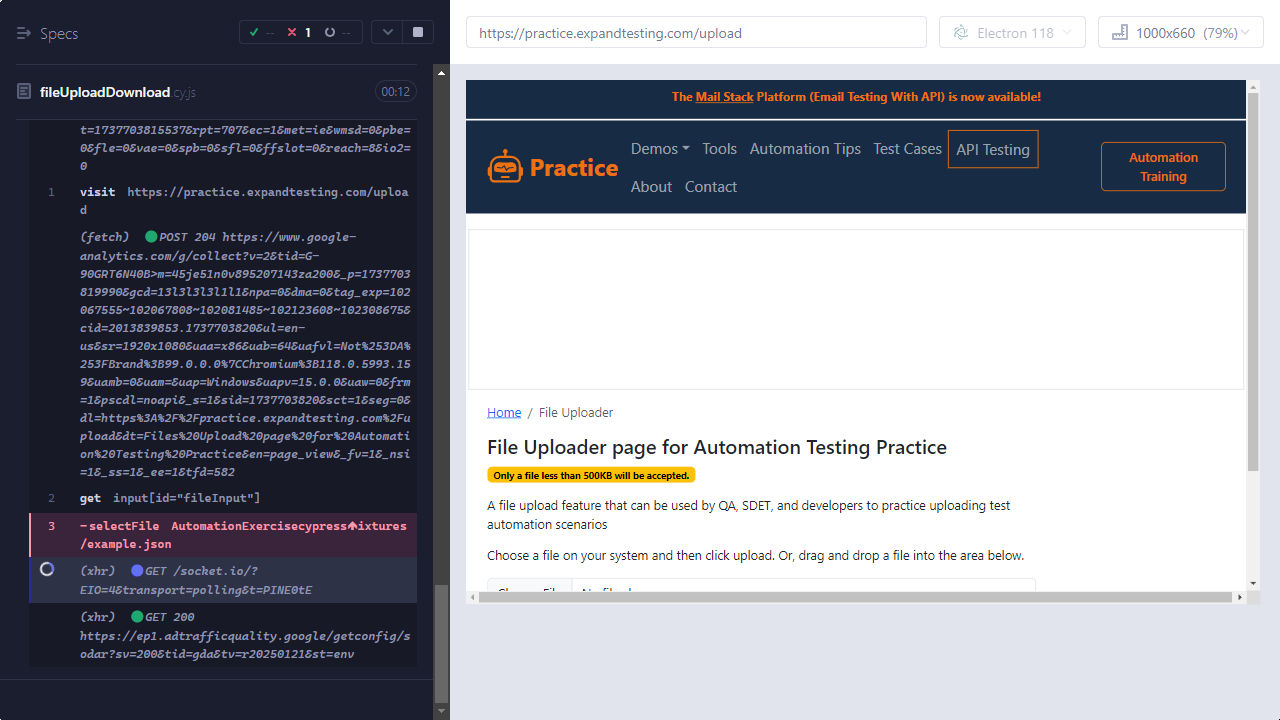 Specs
-- 1 --
fileUploadDownload.cy.js 00:12
t=1737703815537&rpt=707&ec=1&met=ie&wmsd=0&pbe=
0&fle=0&vae=0&spb=0&sfl=0&ffslot=0&reach=8&io2=
0
1 visit https://practice.expandtesting.com/uploa
d
(fetch) POST 204 https://www.google-
analytics.com/g/collect?v=2&tid=G-
90GRT6N40B>m=45je51n0v895207143za200&_p=1737703
819990&gcd=13l3l3l3l1l1&npa=0&dma=0&tag_exp=102
067555~102067808~102081485~102123608~102308675&
cid=2013839853.1737703820&ul=en-
us&sr=1920x1080&uaa=x86&uab=64&uafvl=Not%253DA%
253FBrand%3B99.0.0.0%7CChromium%3B118.0.5993.15
9&uamb=0&uam=&uap=Windows&uapv=15.0.0&uaw=0&frm
=1&pscdl=noapi&_s=1&sid=1737703820&sct=1&seg=0&
dl=https%3A%2F%2Fpractice.expandtesting.com%2Fu
pload&dt=Files%20Upload%20page%20for%20Automati
on%20Testing%20Practice&en=page_view&_fv=1&_nsi
=1&_ss=1&_ee=1&tfd=582
2 get input[id="fileInput"]
3 -selectFile AutomationExercisecypress↑ixtures
/example.json
(xhr) GET /socket.io/?
EIO=4&transport=polling&t=PINE0tE
(xhr) GET 200
https://ep1.adtrafficquality.google/getconfig/s
odar?sv=200&tid=gda&tv=r20250121&st=env
https://practice.expandtesting.com/upload
Electron 118
1000x660 (79%)
The Mail Stack Platform (Email Testing With API) is now available!
Practice
Demos Tools Automation Tips Test Cases API Testing
About Contact
Automation
Training
Home / File Uploader
File Uploader page for Automation Testing Practice
Only a file less than 500KB will be accepted.
A file upload feature that can be used by QA, SDET, and developers to practice uploading test
automation scenarios
Choose a file on your system and then click upload. Or, drag and drop a file into the area below.